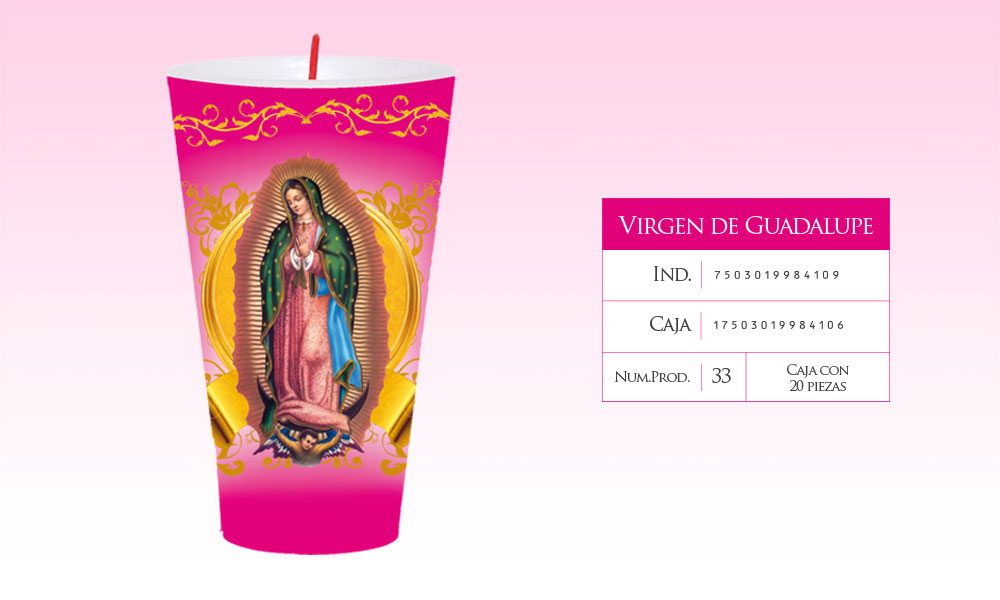 Virgen de Guadalupe
Ind. 7503019984109
Caja 17503019984106
Num.Prod. 33
Caja con
20 piezas